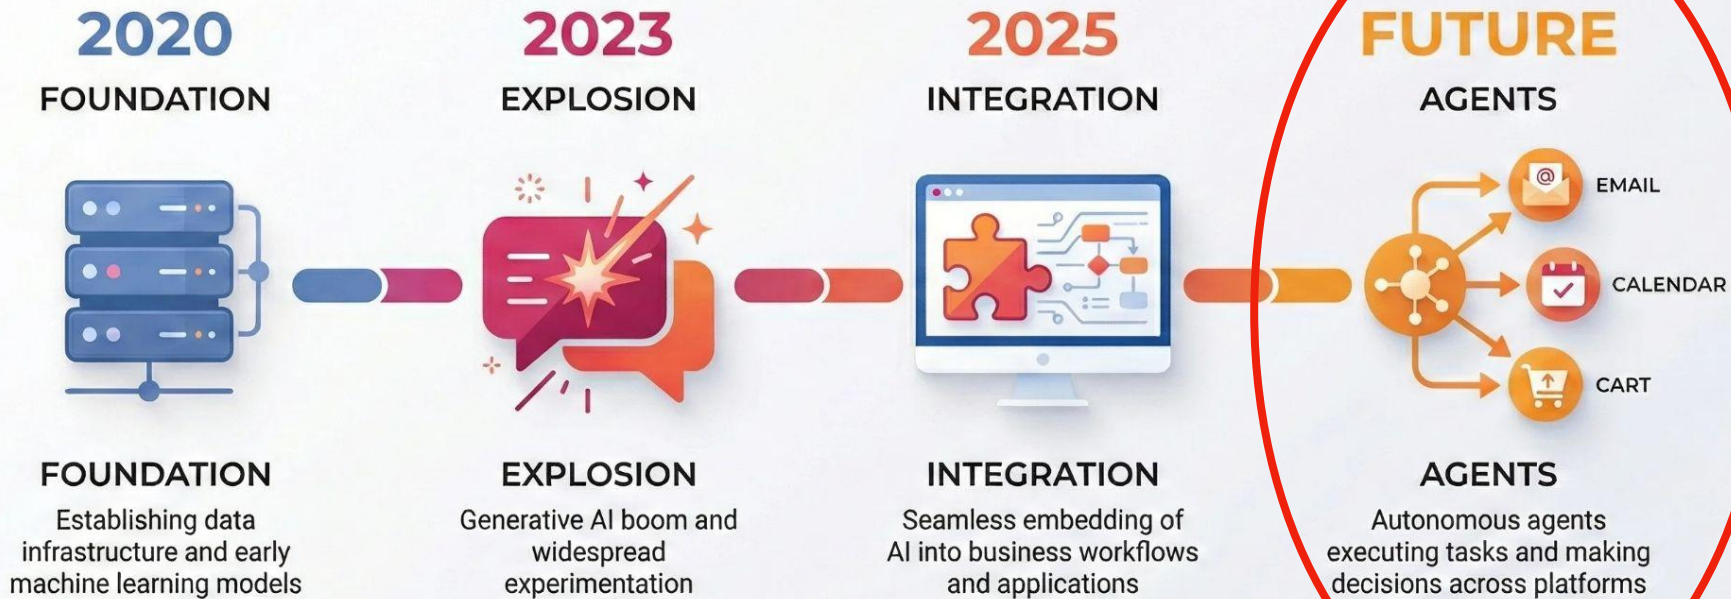 2020
FOUNDATION
FOUNDATION
Establishing data
infrastructure and early
machine learning models
2023
EXPLOSION
EXPLOSION
Generative AI boom and
widespread
experimentation
2025
INTEGRATION
INTEGRATION
Seamless embedding of
AI into business workflows
and applications
FUTURE
AGENTS
@
EMAIL
CALENDAR
CART
AGENTS
Autonomous agents
executing tasks and making
decisions across platforms